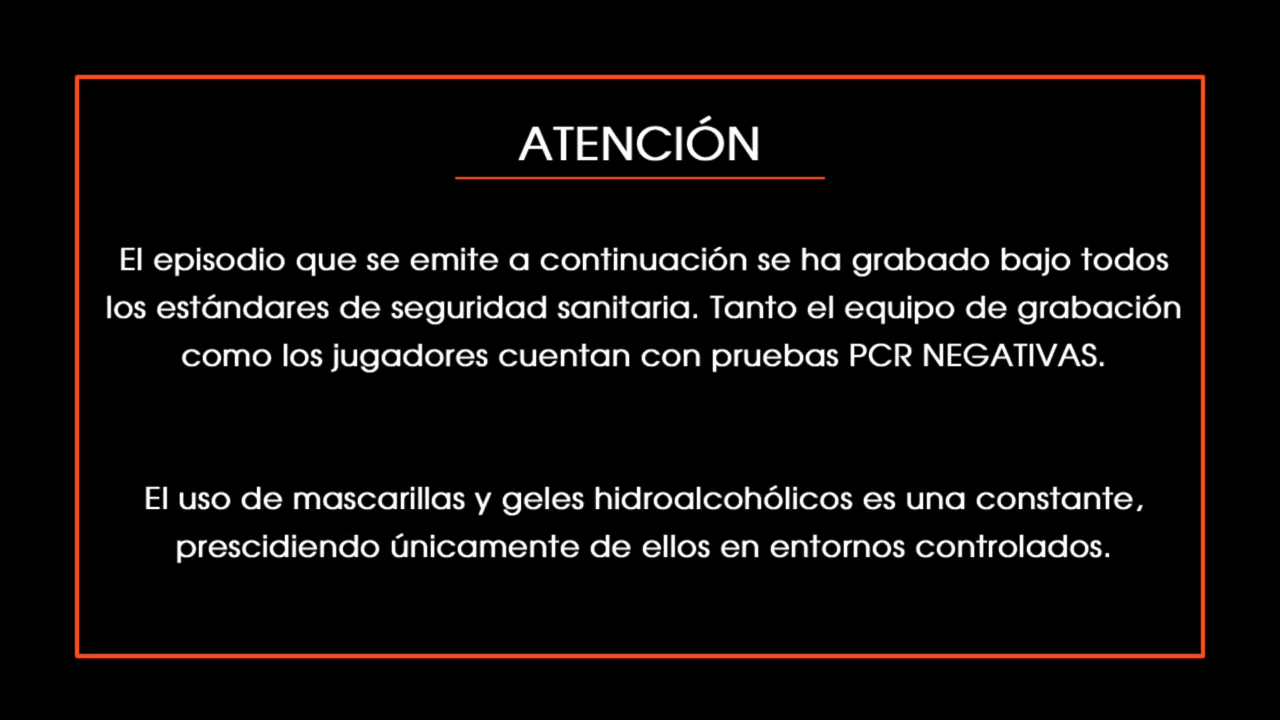 ATENCIÓN
El episodio que se emite a continuación se ha grabado bajo todos
los estándares de seguridad sanitaria. Tanto el equipo de grabación
como los jugadores cuentan con pruebas PCR NEGATIVAS.
El uso de mascarillas y geles hidroalcohólicos es una constante,
prescidiendo únicamente de ellos en entornos controlados.